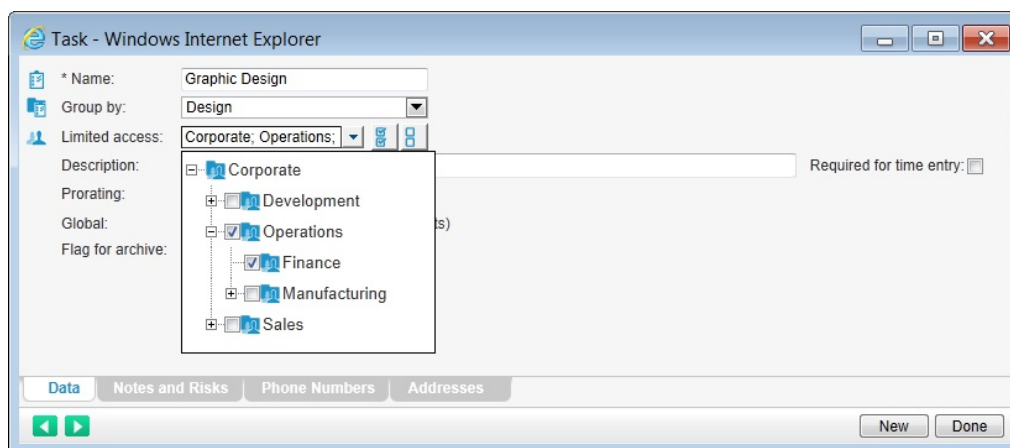 Task - Windows Internet Explorer
* Name: Graphic Design
Group by: Design
Limited access: Corporate; Operations;
Description: Required for time entry:
Corporate
Prorating:
Development
Global: ts)
Operations
Flag for archive:
Finance
Manufacturing
Sales
Data Notes and Risks Phone Numbers Addresses
New Done